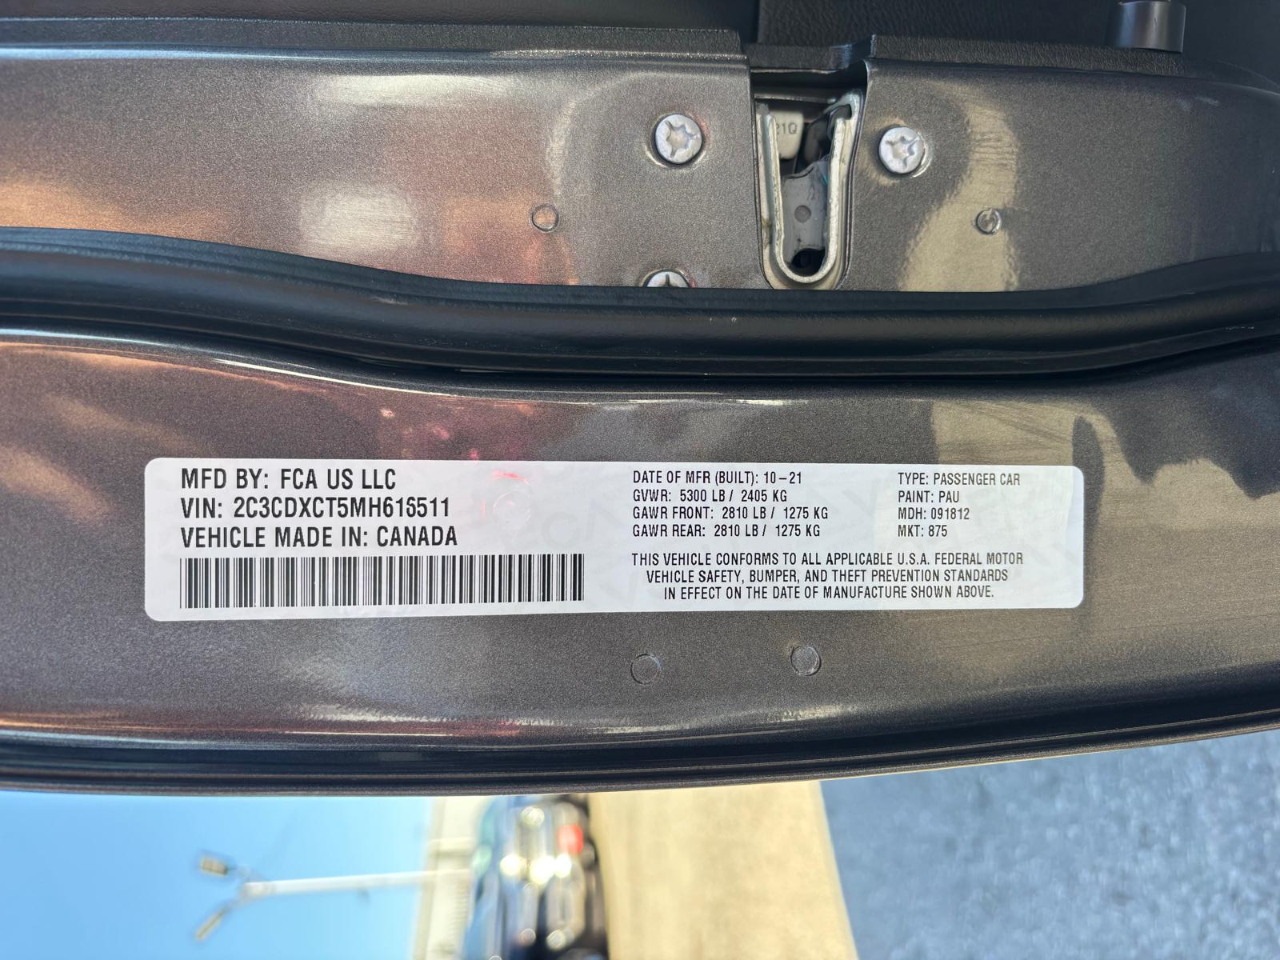 21Q
MFD BY: FCA US LLC
VIN: 2C3CDXCT5MH615511
VEHICLE MADE IN: CANADA
DATE OF MFR (BUILT): 10-21
GVWR: 5300 LB / 2405 KG
GAWR FRONT: 2810 LB / 1275 KG
GAWR REAR: 2810 LB / 1275 KG
TYPE: PASSENGER CAR
PAINT: PAU
MDH: 091812
MKT: 875
THIS VEHICLE CONFORMS TO ALL APPLICABLE U.S.A. FEDERAL MOTOR
VEHICLE SAFETY, BUMPER, AND THEFT PREVENTION STANDARDS
IN EFFECT ON THE DATE OF MANUFACTURE SHOWN ABOVE.